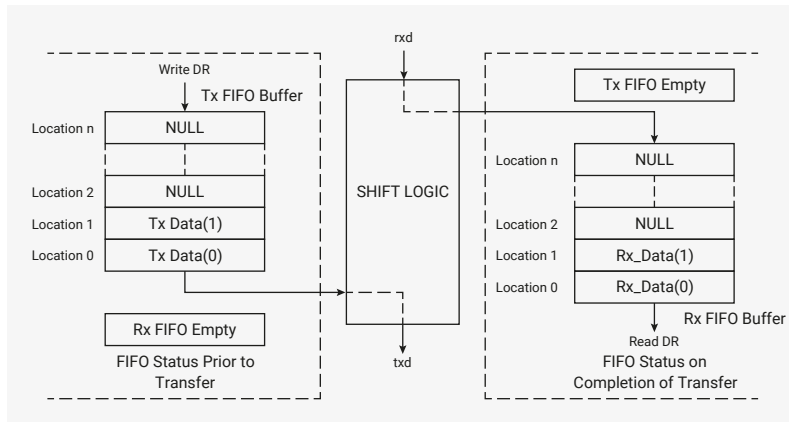 Write DR
Tx FIFO Buffer
Location n
NULL
Location 2
NULL
Location 1
Tx Data(1)
Location 0
Tx Data(0)
Rx FIFO Empty
FIFO Status Prior to
Transfer
rxd
SHIFT LOGIC
txd
Tx FIFO Empty
Location n
NULL
Location 2
NULL
Location 1
Rx_Data(1)
Location 0
Rx_Data(0)
Rx FIFO Buffer
Read DR
FIFO Status on
Completion of Transfer